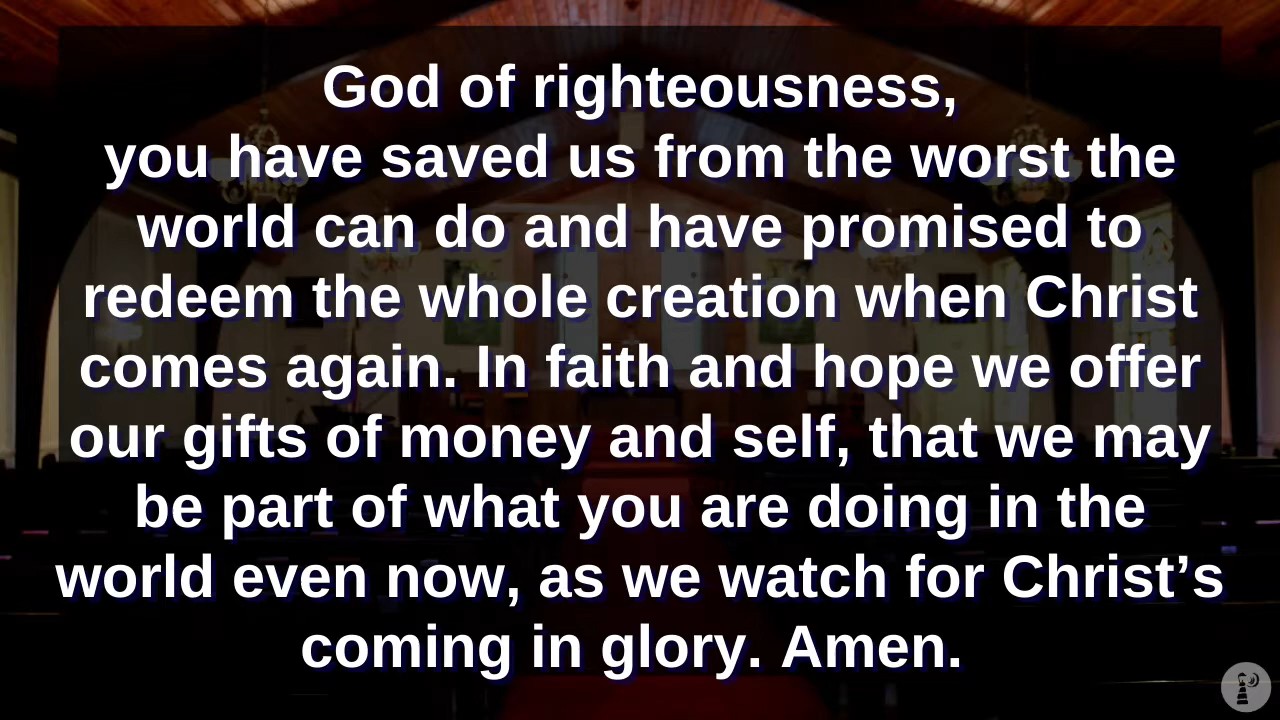 God of righteousness,
you have saved us from the worst the
world can do and have promised to
redeem the whole creation when Christ
comes again. In faith and hope we offer
our gifts of money and self, that we may
be part of what you are doing in the
world even now, as we watch for Christ’s
coming in glory. Amen.